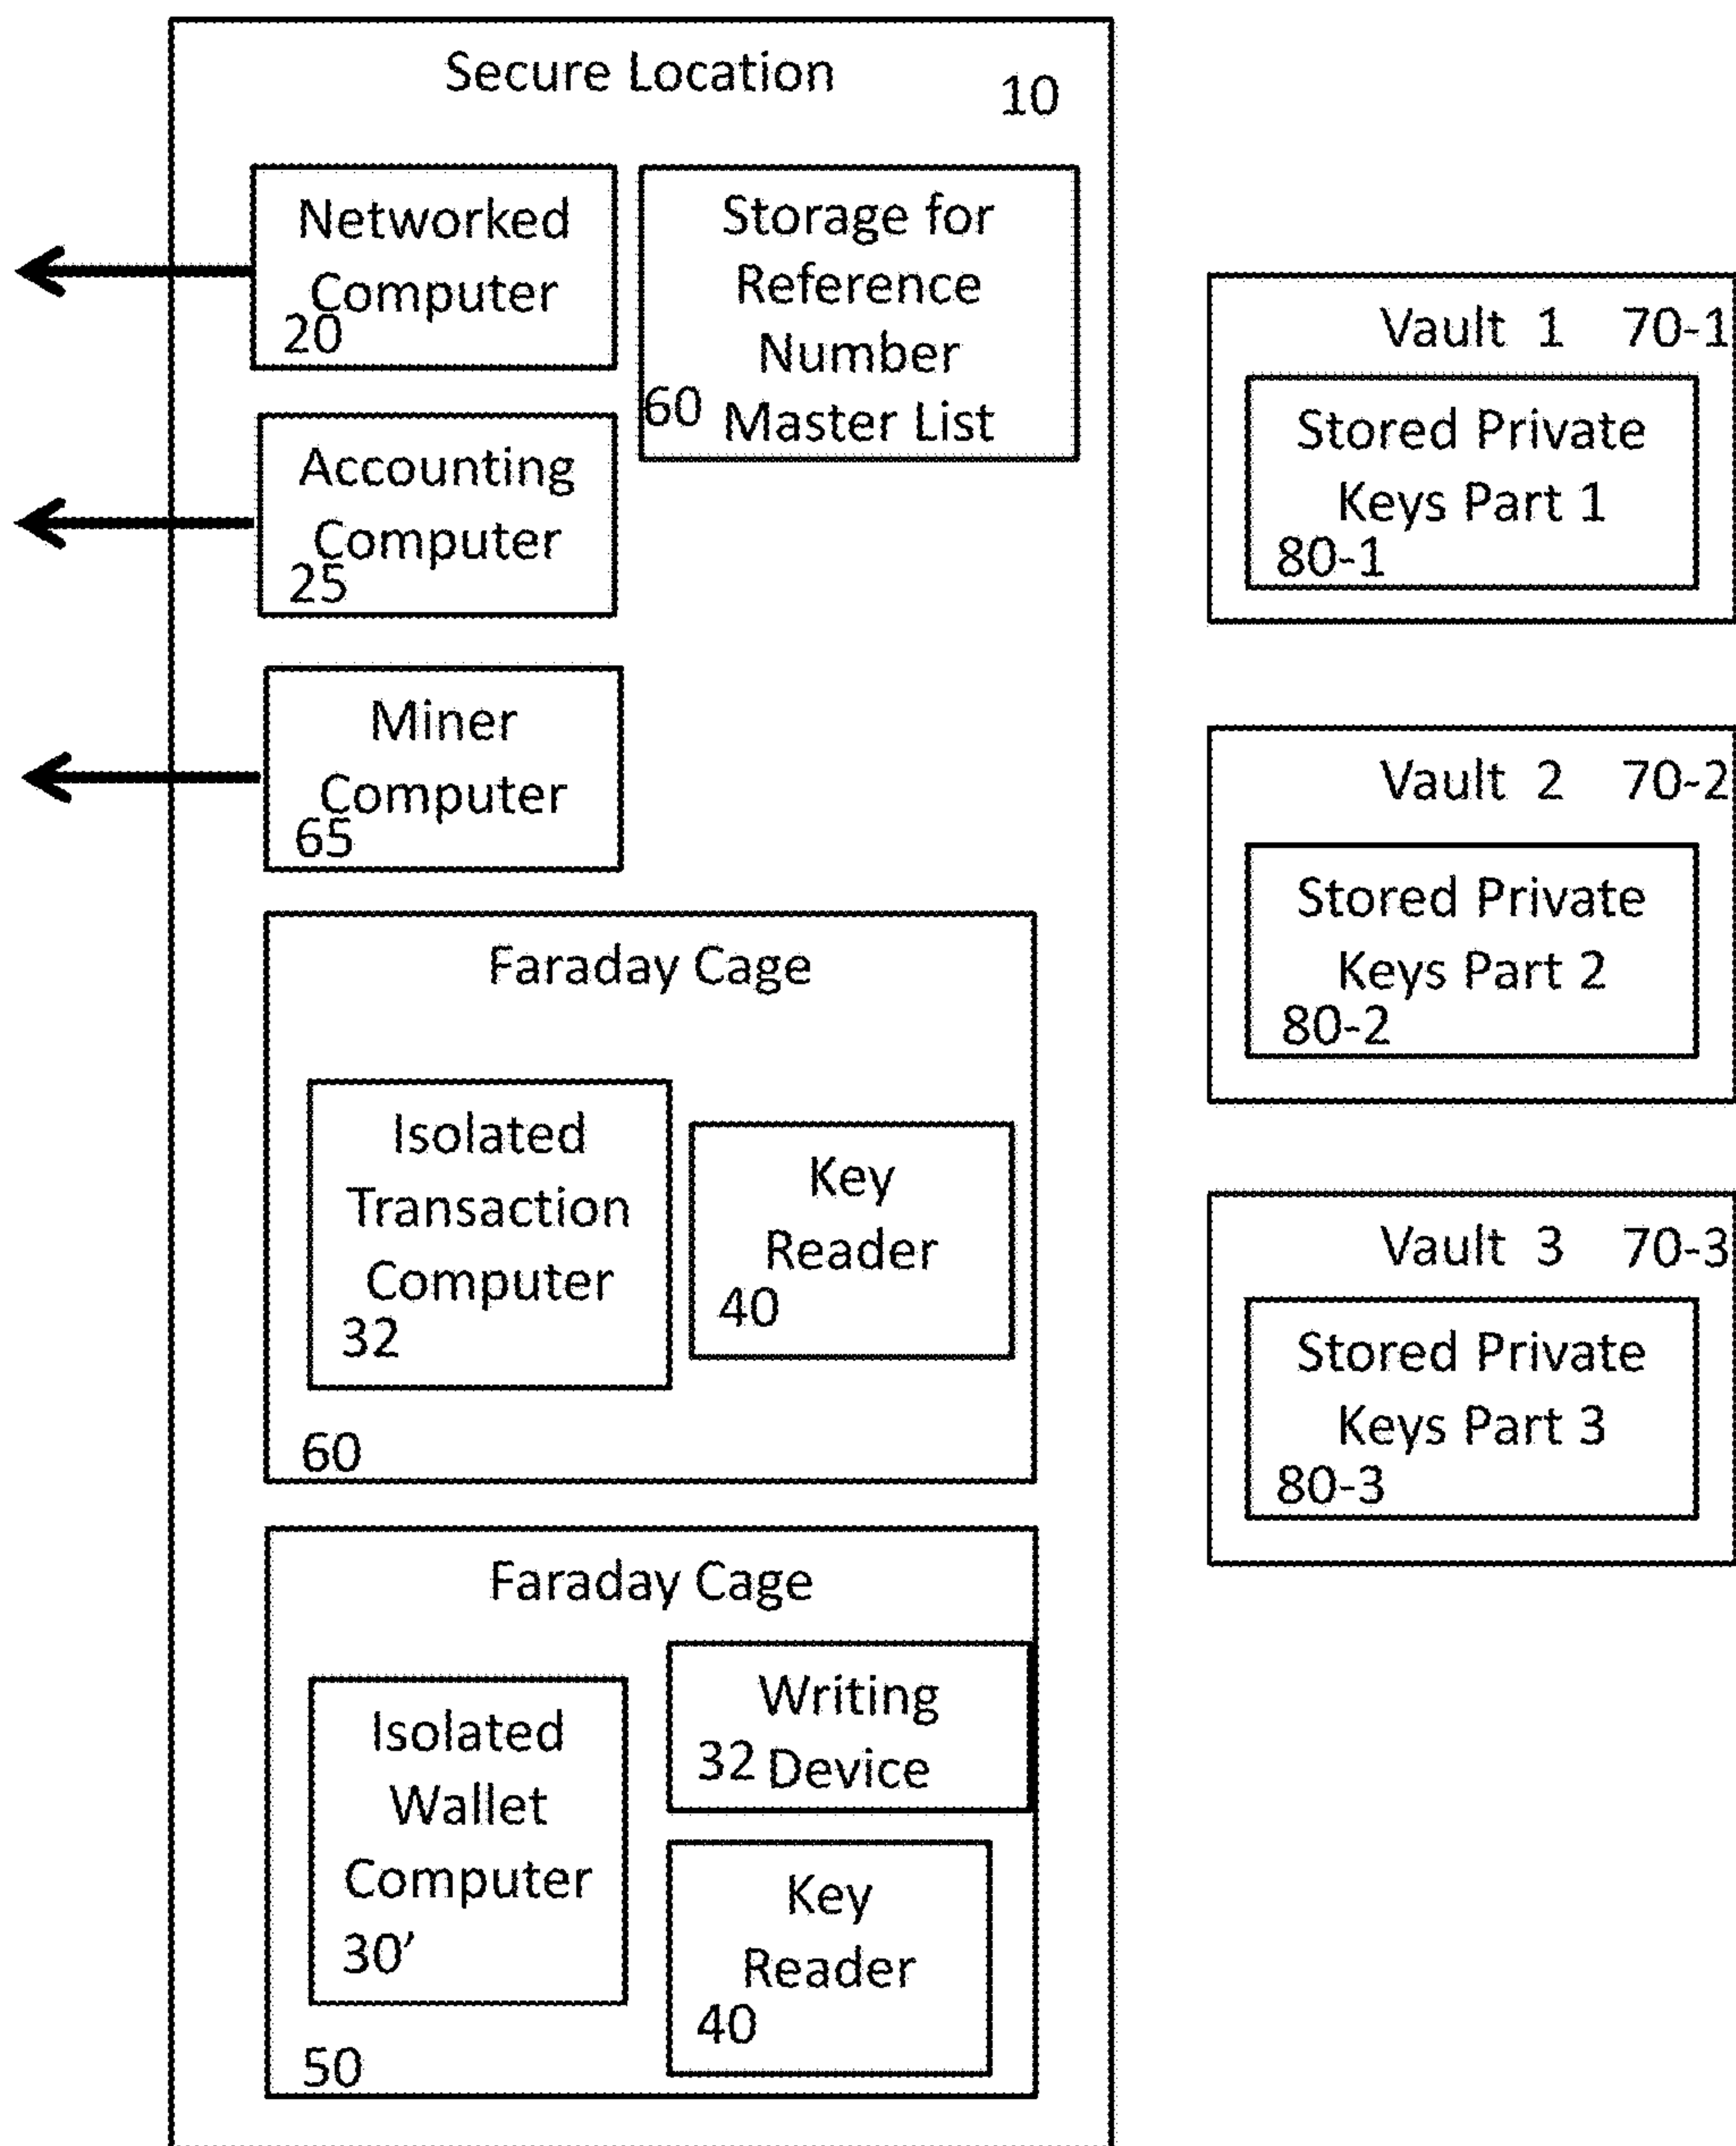 Secure Location
10
Networked
Computer
20
Storage for
Reference
Number
60 Master List
Accounting
Computer
25
Miner
Computer
65
Faraday Cage
Isolated
Transaction
Computer
32
Key
Reader
40
60
Faraday Cage
Isolated
Wallet
Computer
30’
Writing
32 Device
Key
Reader
40
50
Vault 1 70-1
Stored Private
Keys Part 1
80-1
Vault 2 70-2
Stored Private
Keys Part 2
80-2
Vault 3 70-3
Stored Private
Keys Part 3
80-3